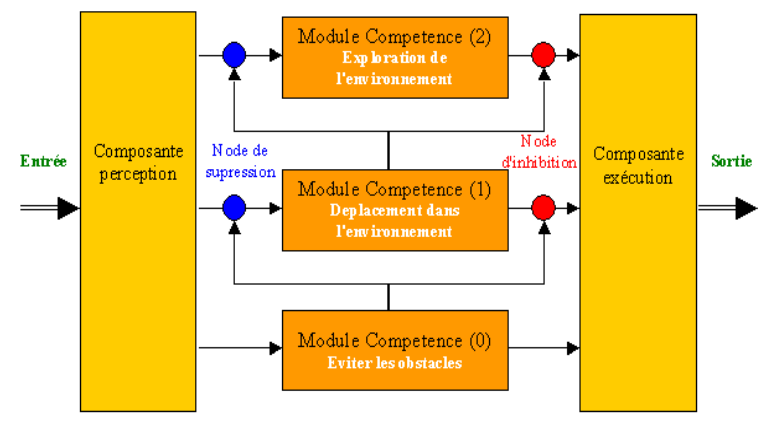 Module Competence (2)
Exploration de
l'environnement
Entrée
Composante
perception
Node de
supression
Node
d'inhibition
Composante
exécution
Sortie
Module Competence (1)
Deplacement dans
l'environnement
Module Competence (0)
Eviter les obstacles